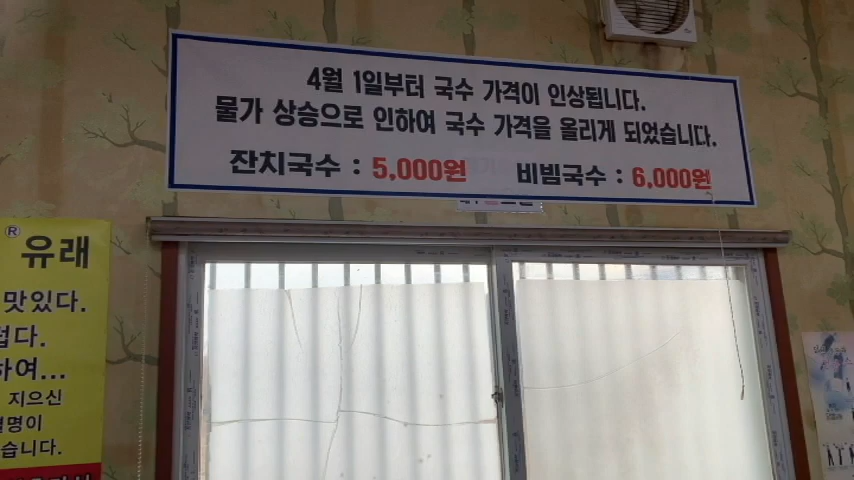 4월 1일부터 국수 가격이 인상됩니다.
물가 상승으로 인하여 국수 가격을 올리게 되었습니다.
잔치국수 : 5,000원 비빔국수 : 6,000원
® 유래
맛있다.
하여...
지으신
습니다.